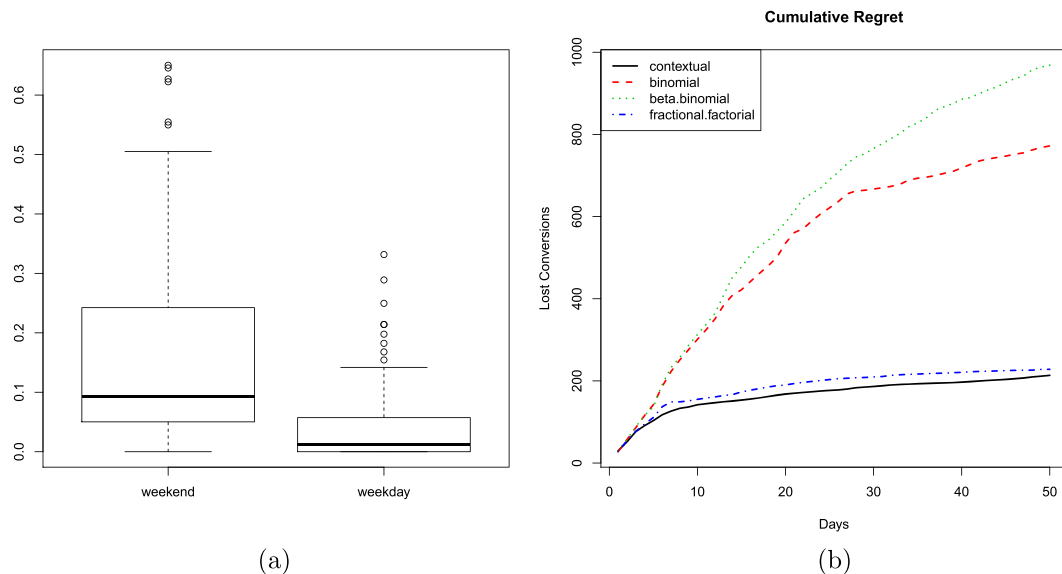 0.0
0.1
0.2
0.3
0.4
0.5
0.6
weekend
weekday
(a)
Cumulative Regret
contextual
binomial
beta.binomial
fractional.factorial
Lost Conversions
0
200
400
600
800
1000
0
10
20
30
40
50
Days
(b)